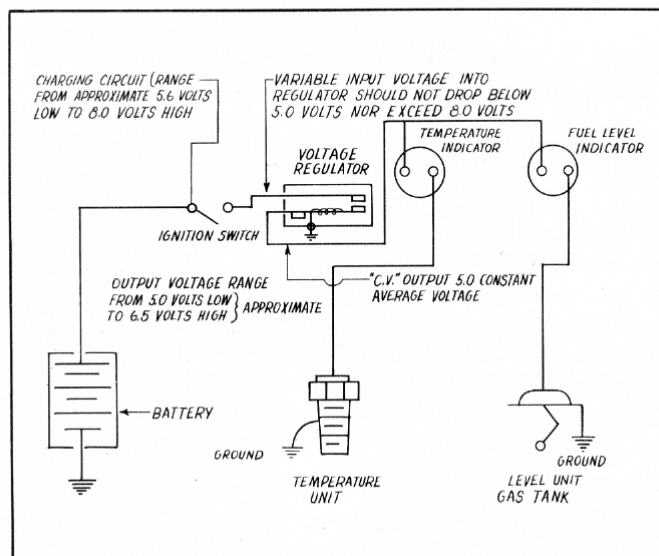 CHARGING CIRCUIT (RANGE
FROM APPROXIMATE 5.6 VOLTS
LOW TO 8.0 VOLTS HIGH)
VARIABLE INPUT VOLTAGE INTO
REGULATOR SHOULD NOT DROP BELOW
5.0 VOLTS NOR EXCEED 8.0 VOLTS
TEMPERATURE
INDICATOR
FUEL LEVEL
INDICATOR
VOLTAGE
REGULATOR
IGNITION SWITCH
OUTPUT VOLTAGE RANGE
FROM 5.0 VOLTS LOW
TO 6.5 VOLTS HIGH
APPROXIMATE
"C.V." OUTPUT 5.0 CONSTANT
AVERAGE VOLTAGE
BATTERY
GROUND
TEMPERATURE
UNIT
GROUND
LEVEL UNIT
GAS TANK